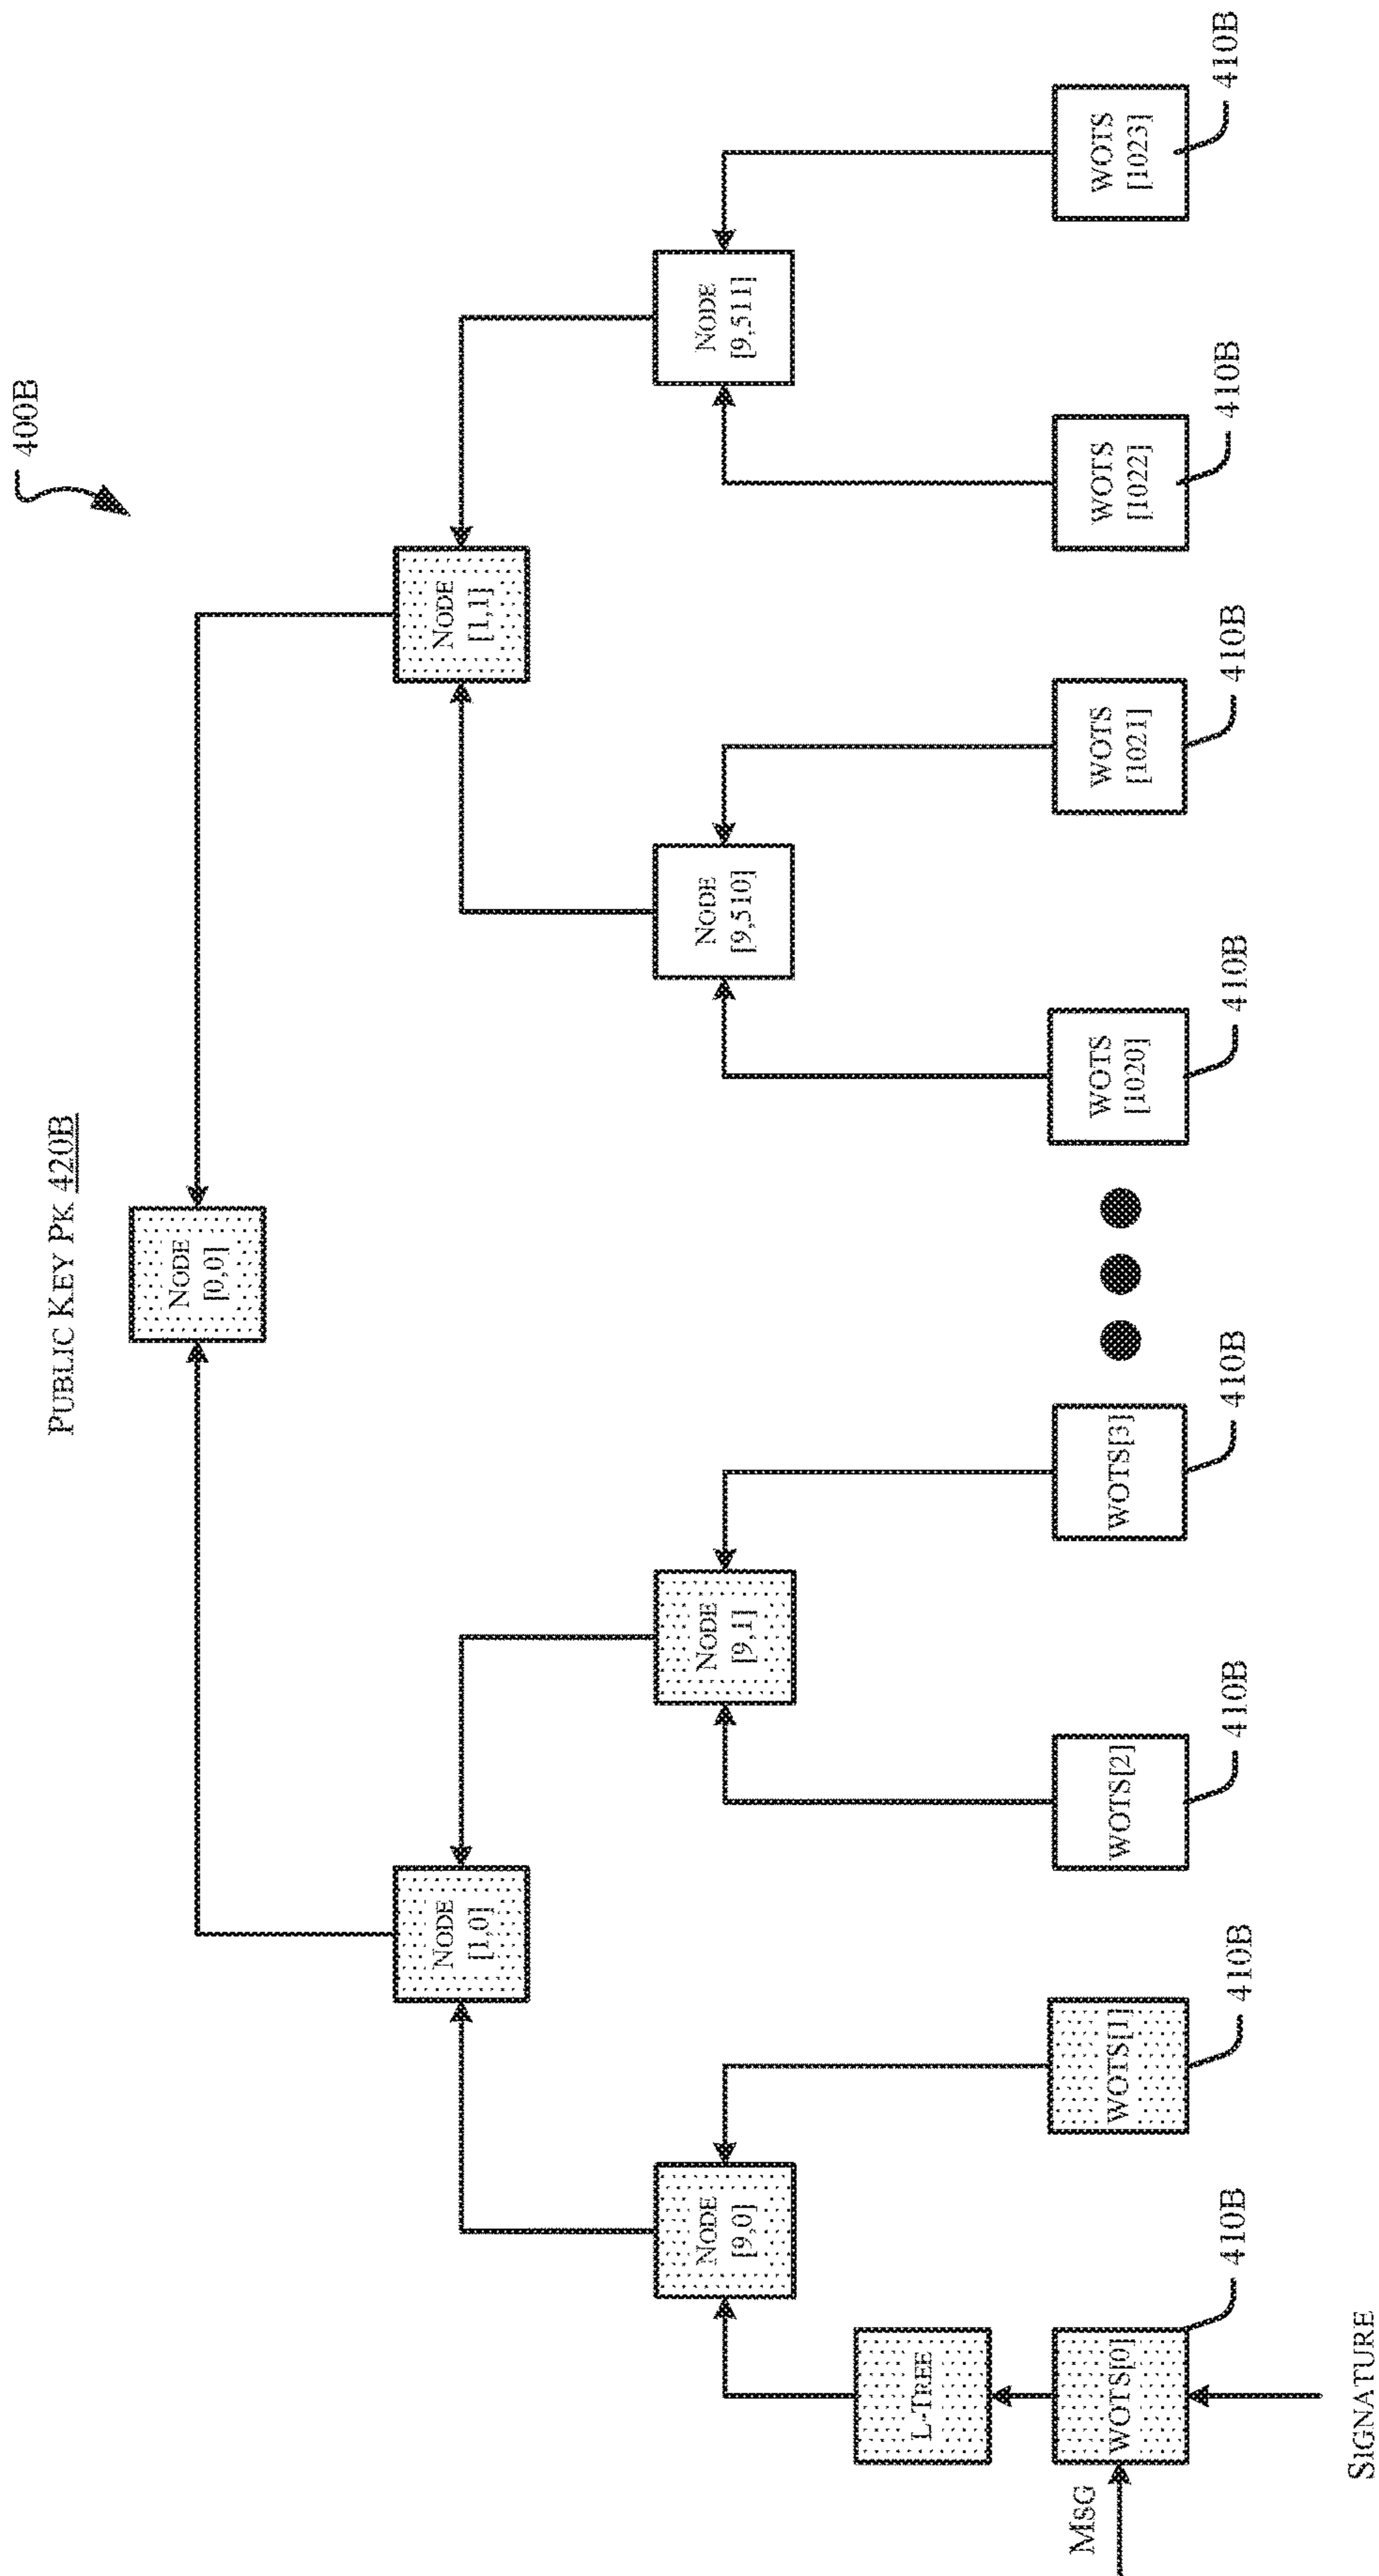 400B
PUBLIC KEY PK 420B
NODE
[0,0]
NODE
[1,0]
NODE
[1,1]
NODE
[9,0]
NODE
[9,1]
NODE
[9,510]
NODE
[9,511]
L-TREE
MSG
WOTS[0]
WOTS[1]
WOTS[2]
WOTS[3]
WOTS
[1020]
WOTS
[1021]
WOTS
[1022]
WOTS
[1023]
410B
410B
410B
410B
410B
410B
410B
410B
SIGNATURE